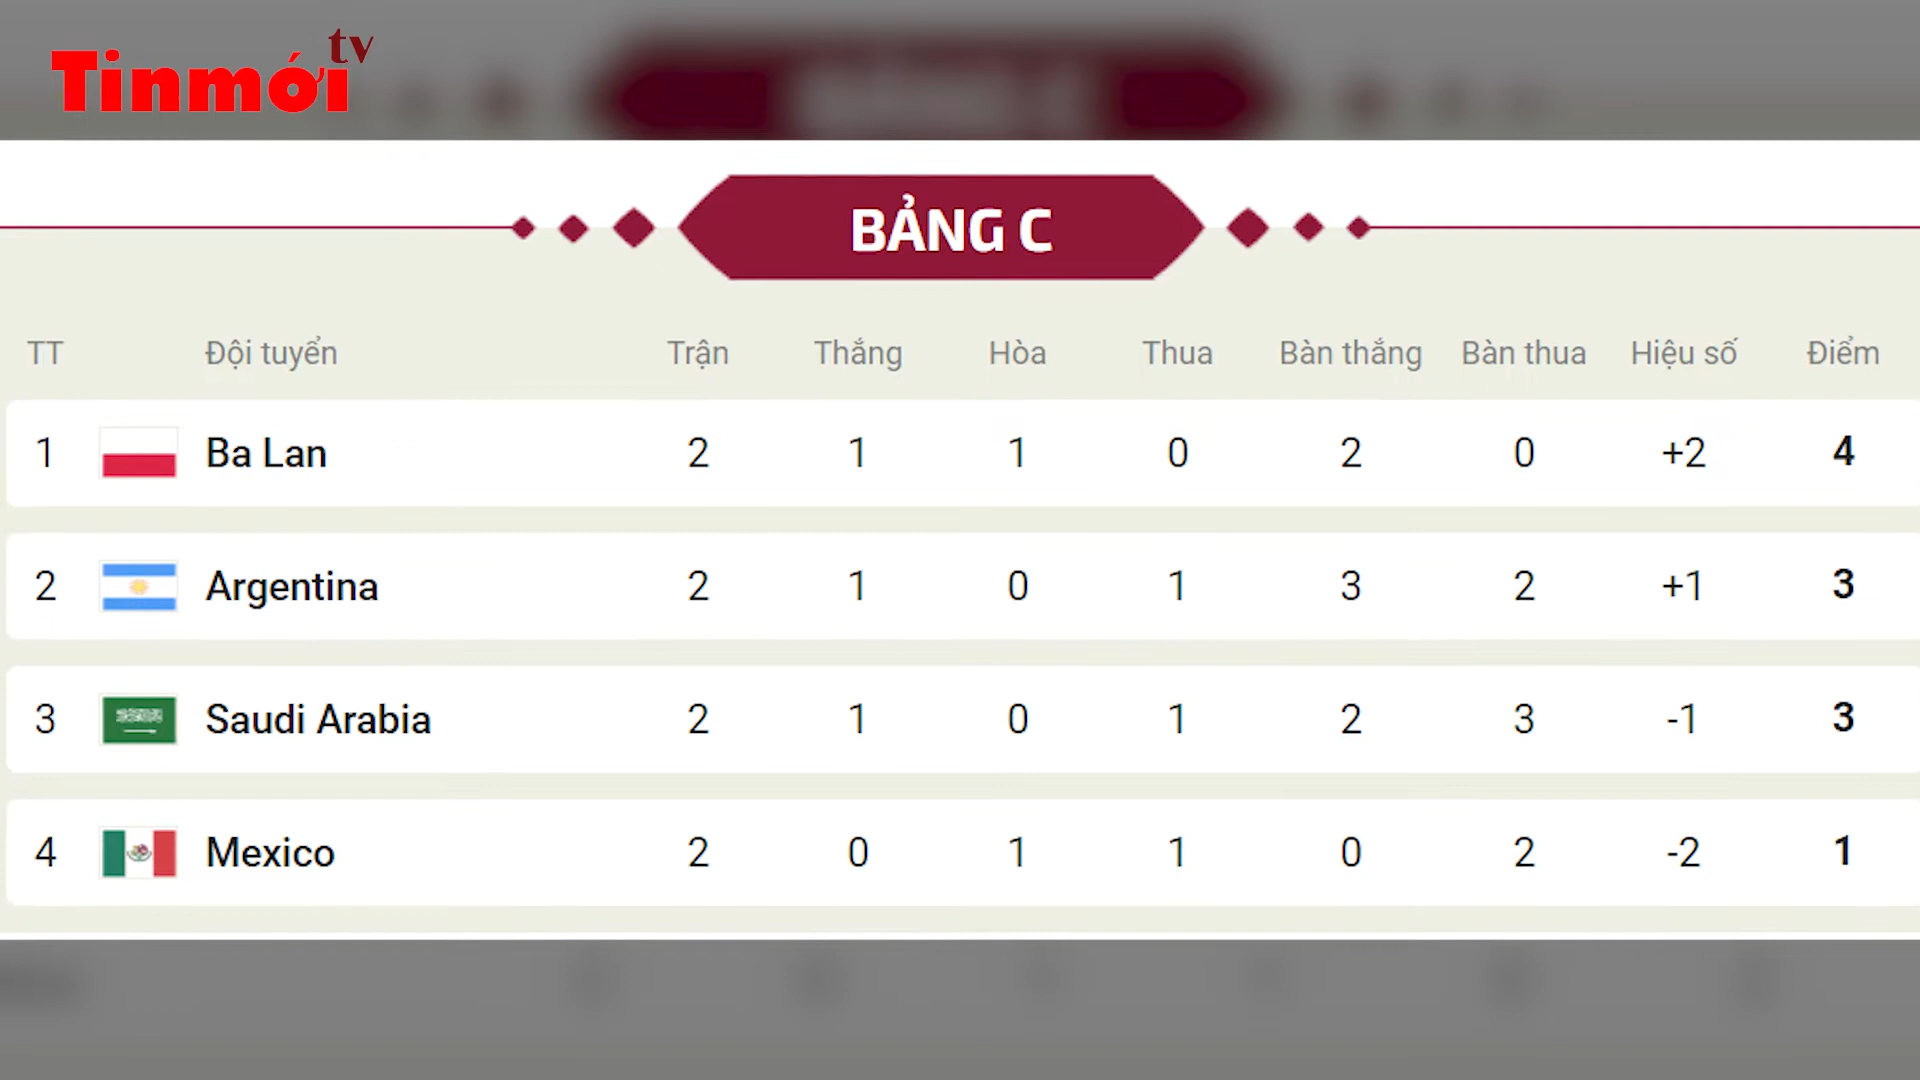 Tinmới tv
BẢNG C
TT Đội tuyển Trận Thắng Hòa Thua Bàn thắng Bàn thua Hiệu số Điểm
1 Ba Lan 2 1 1 0 2 0 +2 4
2 Argentina 2 1 0 1 3 2 +1 3
3 Saudi Arabia 2 1 0 1 2 3 -1 3
4 Mexico 2 0 1 1 0 2 -2 1